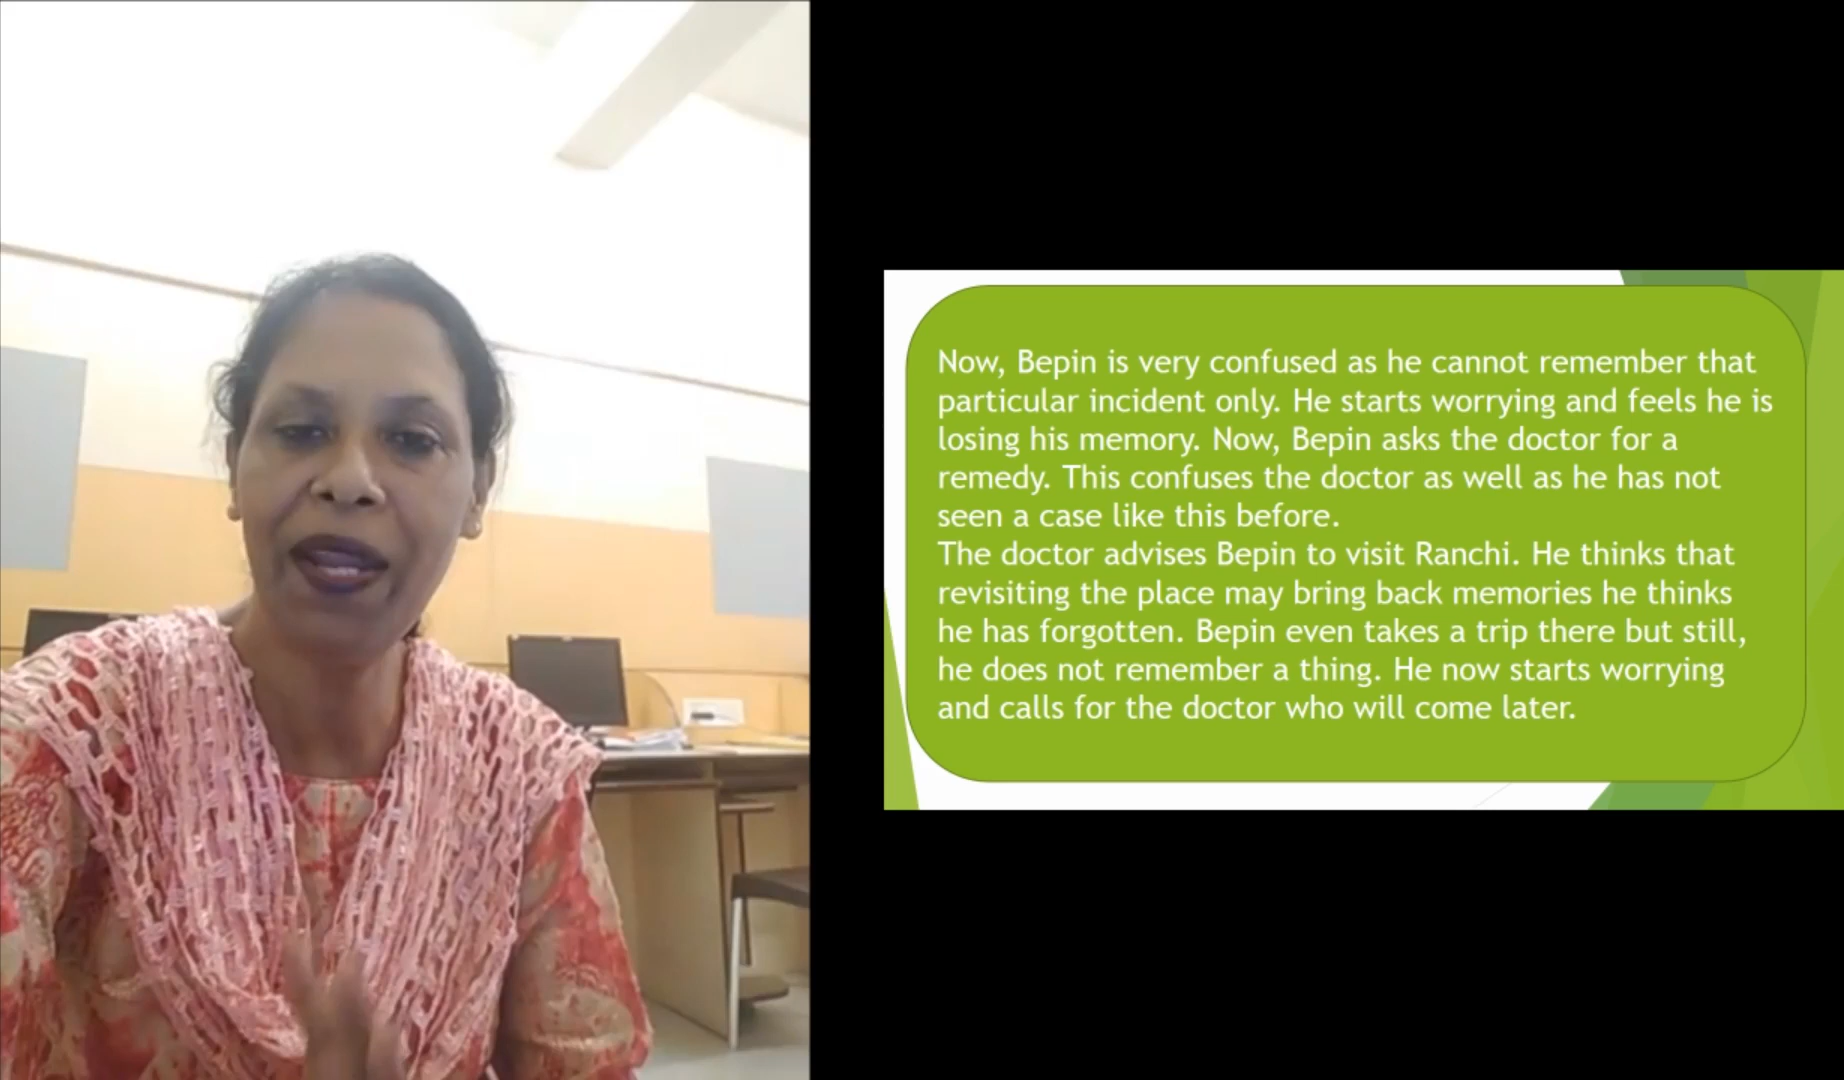 Now, Bepin is very confused as he cannot remember that
particular incident only. He starts worrying and feels he is
losing his memory. Now, Bepin asks the doctor for a
remedy. This confuses the doctor as well as he has not
seen a case like this before.
The doctor advises Bepin to visit Ranchi. He thinks that
revisiting the place may bring back memories he thinks
he has forgotten. Bepin even takes a trip there but still,
he does not remember a thing. He now starts worrying
and calls for the doctor who will come later.